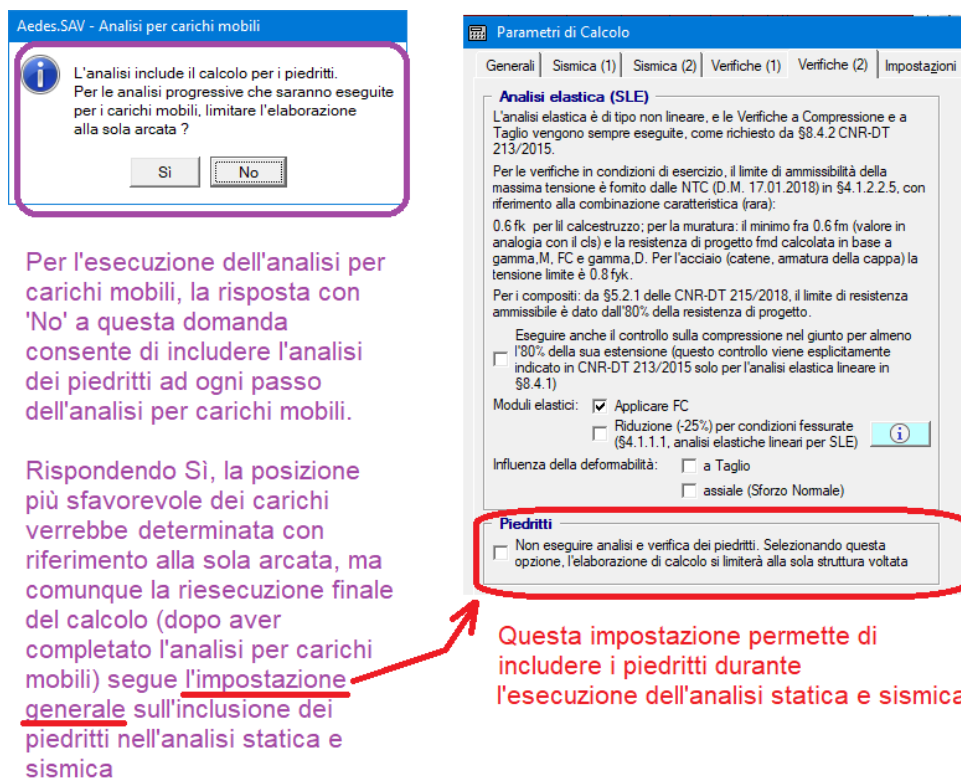 Aedes.SAV - Analisi per carichi mobili
L'analisi include il calcolo per i piedritti.
Per le analisi progressive che saranno eseguite
per i carichi mobili, limitare l'elaborazione
alla sola arcata ?
Sì
No
Per l'esecuzione dell'analisi per
carichi mobili, la risposta con
'No' a questa domanda
consente di includere l'analisi
dei piedritti ad ogni passo
dell'analisi per carichi mobili.
Rispondendo Sì, la posizione
più sfavorevole dei carichi
verrebbe determinata con
riferimento alla sola arcata, ma
comunque la riesecuzione finale
del calcolo (dopo aver
completato l'analisi per carichi
mobili) segue l'impostazione
generale sull'inclusione dei
piedritti nell'analisi statica e
sismica
Parametri di Calcolo
Generali
Sismica (1)
Sismica (2)
Verifiche (1)
Verifiche (2)
Impostazioni
Analisi elastica (SLE)
L'analisi elastica è di tipo non lineare, e le Verifiche a Compressione e a
Taglio vengono sempre eseguite, come richiesto da §8.4.2 CNR-DT
213/2015.
Per le verifiche in condizioni di esercizio, il limite di ammissibilità della
massima tensione è fornito dalle NTC (D.M. 17.01.2018) in §4.1.2.2.5, con
riferimento alla combinazione caratteristica (rara):
0.6 fk per lil calcestruzzo; per la muratura: il minimo fra 0.6 fm (valore in
analogia con il cls) e la resistenza di progetto fmd calcolata in base a
gamma,M, FC e gamma,D. Per l'acciaio (catene, armatura della cappa) la
tensione limite è 0.8 fyk.
Per i compositi: da §5.2.1 delle CNR-DT 215/2018, il limite di resistenza
ammissibile è dato dall'80% della resistenza di progetto.
Eseguire anche il controllo sulla compressione nel giunto per almeno
l'80% della sua estensione (questo controllo viene esplicitamente
indicato in CNR-DT 213/2015 solo per l'analisi elastica lineare in
§8.4.1)
Moduli elastici:
Applicare FC
Riduzione (-25%) per condizioni fessurate
(§4.1.1.1, analisi elastiche lineari per SLE)
Influenza della deformabilità:
a Taglio
assiale (Sforzo Normale)
Piedritti
Non eseguire analisi e verifica dei piedritti. Selezionando questa
opzione, l'elaborazione di calcolo si limiterà alla sola struttura voltata
Questa impostazione permette di
includere i piedritti durante
l'esecuzione dell'analisi statica e sismica